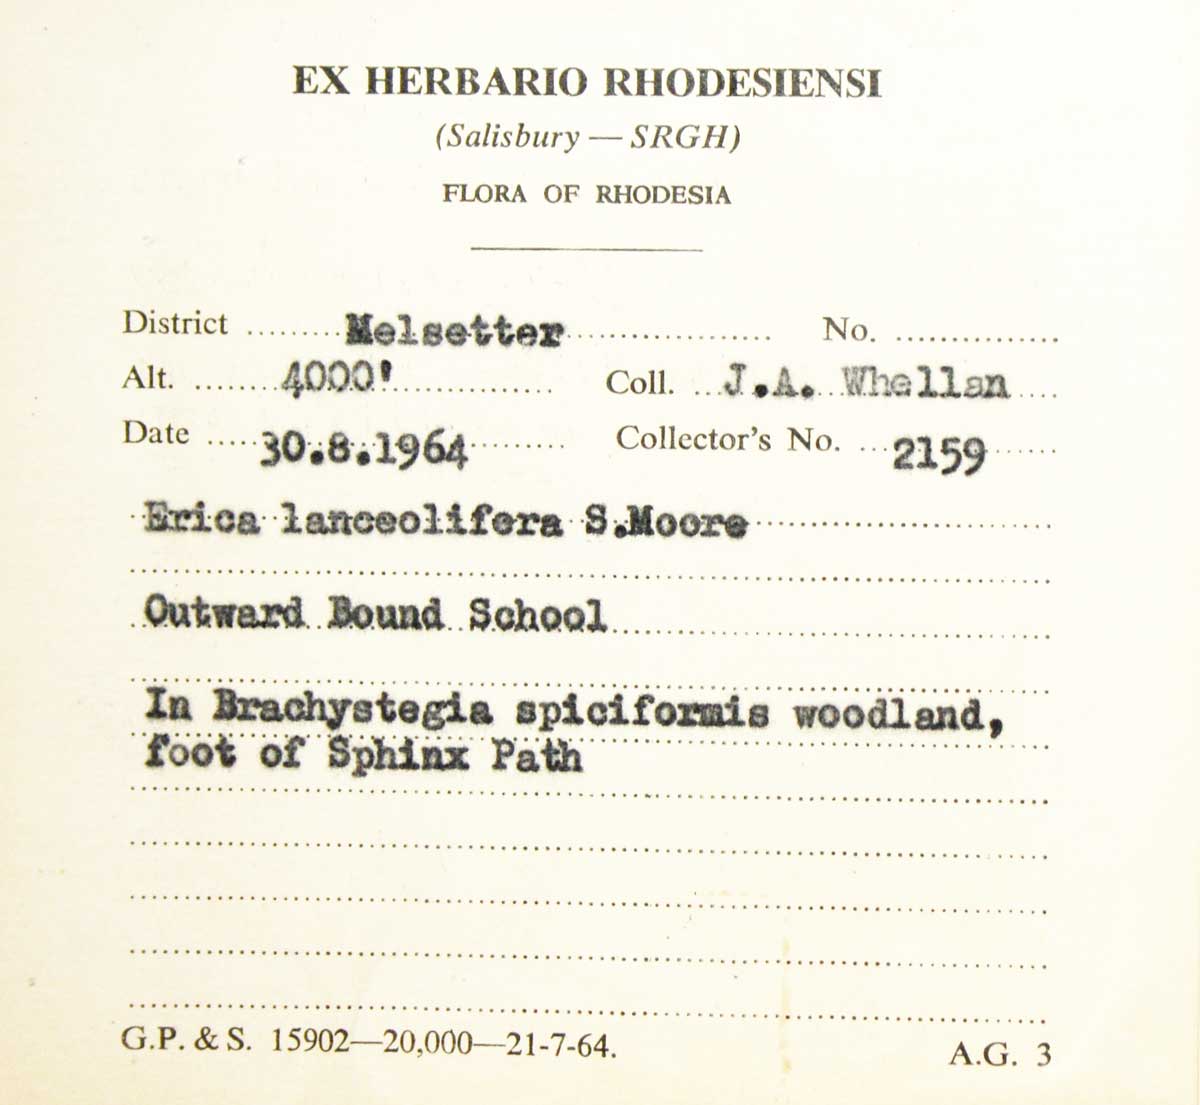 EX HERBARIO RHODESIENSI
(Salisbury — SRGH)
FLORA OF RHODESIA
District Melsetter No.
Alt. 4000' Coll. J.A. Whellan
Date 30.8.1964 Collector's No. 2159
Erica lanceolifera S.Moore
Outward Bound School
In Brachystegia spiciformis woodland,
foot of Sphinx Path
G.P. & S. 15902—20,000—21-7-64. A.G. 3